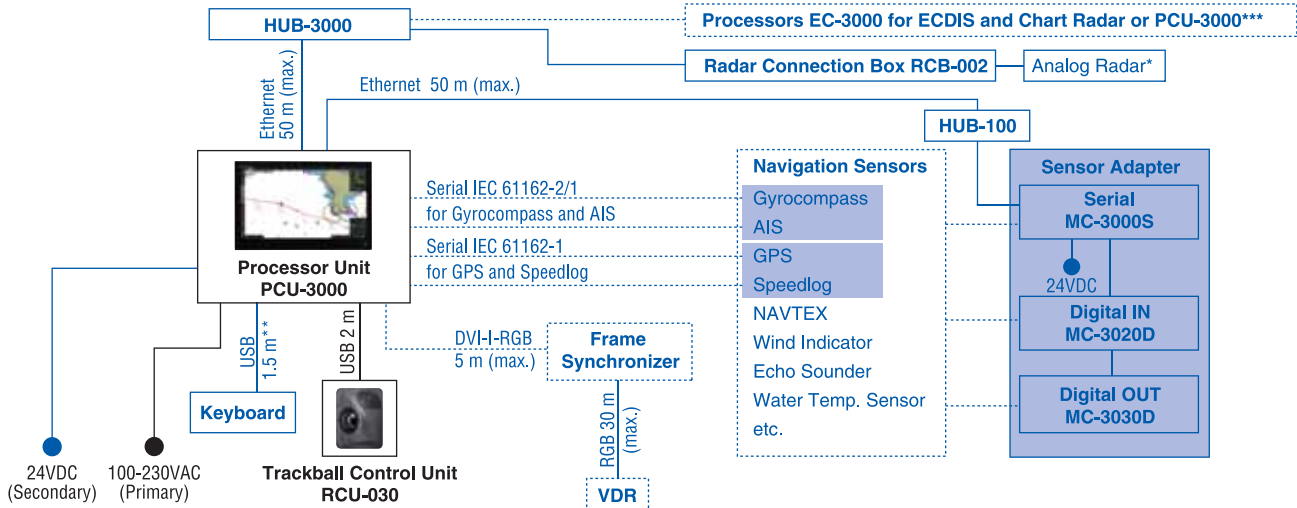 HUB-3000
Processors EC-3000 for ECDIS and Chart Radar or PCU-3000***
Radar Connection Box RCB-002
Analog Radar*
Ethernet
50 m (max.)
Ethernet 50 m (max.)
HUB-100
Processor Unit
PCU-3000
Serial IEC 61162-2/1
for Gyrocompass and AIS
Serial IEC 61162-1
for GPS and Speedlog
Navigation Sensors
Gyrocompass
AIS
GPS
Speedlog
NAVTEX
Wind Indicator
Echo Sounder
Water Temp. Sensor
etc.
Sensor Adapter
Serial
MC-3000S
24VDC
Digital IN
MC-3020D
Digital OUT
MC-3030D
USB
1.5 m**
USB 2 m
DVI-I-RGB
5 m (max.)
Frame
Synchronizer
Keyboard
RGB 30 m
(max.)
24VDC
(Secondary)
100-230VAC
(Primary)
Trackball Control Unit
RCU-030
VDR